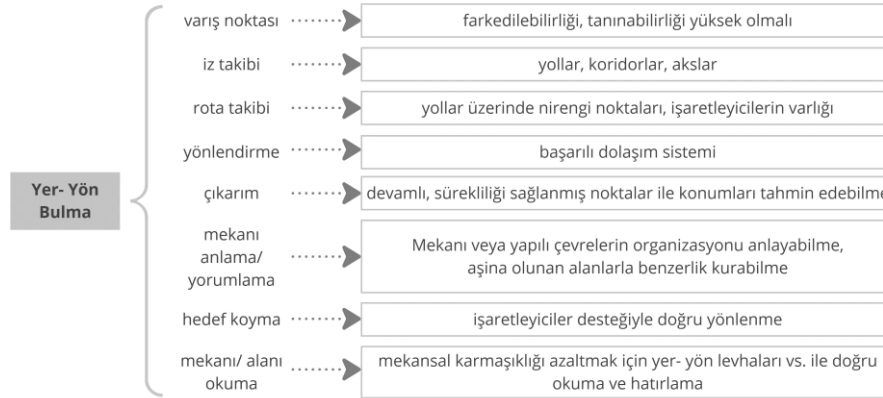 varış noktası
farkedilebilirliği, tanınabilirliği yüksek olmalı
iz takibi
yollar, koridorlar, akslar
rota takibi
yollar üzerinde nirengi noktaları, işaretleyicilerin varlığı
yönlendirme
başarılı dolaşım sistemi
Yer- Yön
Bulma
çıkarım
devamlı, sürekliliği sağlanmış noktalar ile konumları tahmin edebilme
mekanı
anlama/
yorumlama
Mekanı veya yapılı çevrelerin organizasyonu anlayabilme,
aşina olunan alanlarla benzerlik kurabilme
hedef koyma
işaretleyiciler desteğiyle doğru yönlenme
mekanı/ alanı
okuma
mekansal karmaşıklığı azaltmak için yer- yön levhaları vs. ile doğru
okuma ve hatırlama